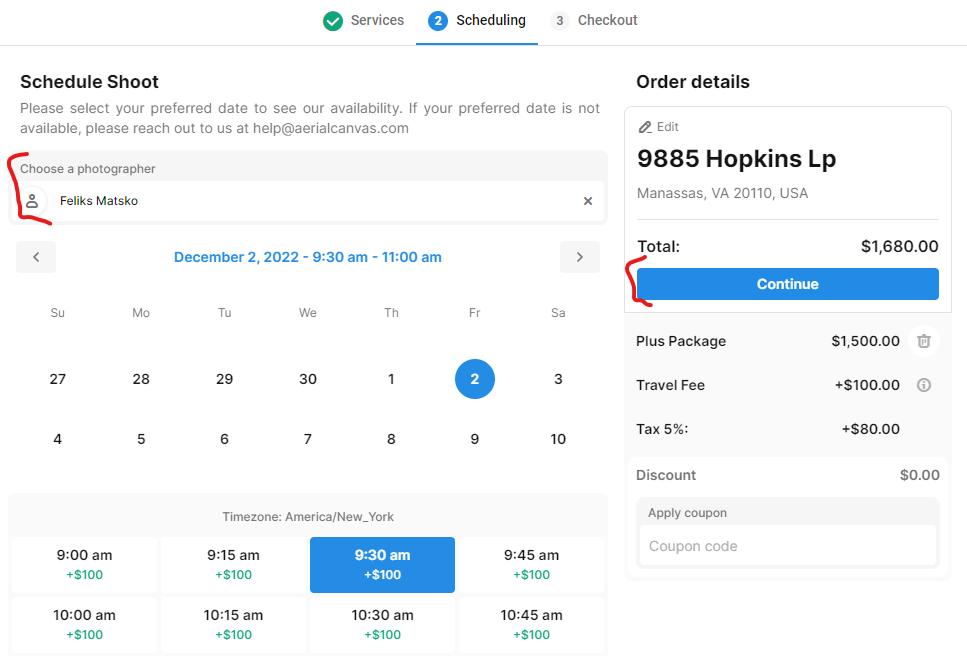 Services
2 Scheduling
3 Checkout
Schedule Shoot
Please select your preferred date to see our availability. If your preferred date is not
available, please reach out to us at help@aerialcanvas.com
Choose a photographer
Feliks Matsko
December 2, 2022 - 9:30 am - 11:00 am
Su Mo Tu We Th Fr Sa
27 28 29 30 1 2 3
4 5 6 7 8 9 10
Timezone: America/New_York
9:00 am 9:15 am 9:30 am 9:45 am
+$100 +$100 +$100 +$100
10:00 am 10:15 am 10:30 am 10:45 am
+$100 +$100 +$100 +$100
Order details
Edit
9885 Hopkins Lp
Manassas, VA 20110, USA
Total: $1,680.00
Continue
Plus Package $1,500.00
Travel Fee +$100.00
Tax 5%: +$80.00
Discount $0.00
Apply coupon
Coupon code